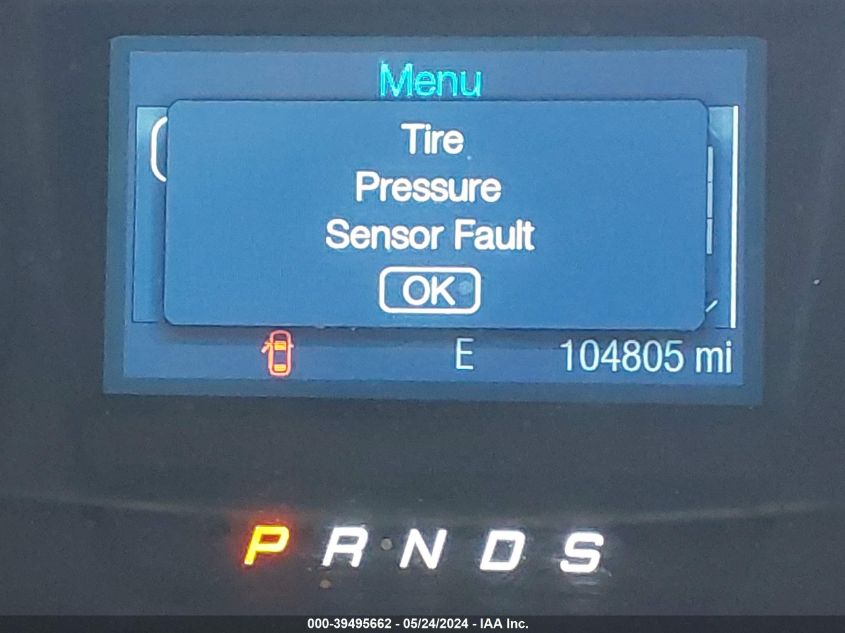 Menu
Tire
Pressure
Sensor Fault
OK
E 104805 mi
P R N D S
000-39495662 - 05/24/2024 - IAA Inc.